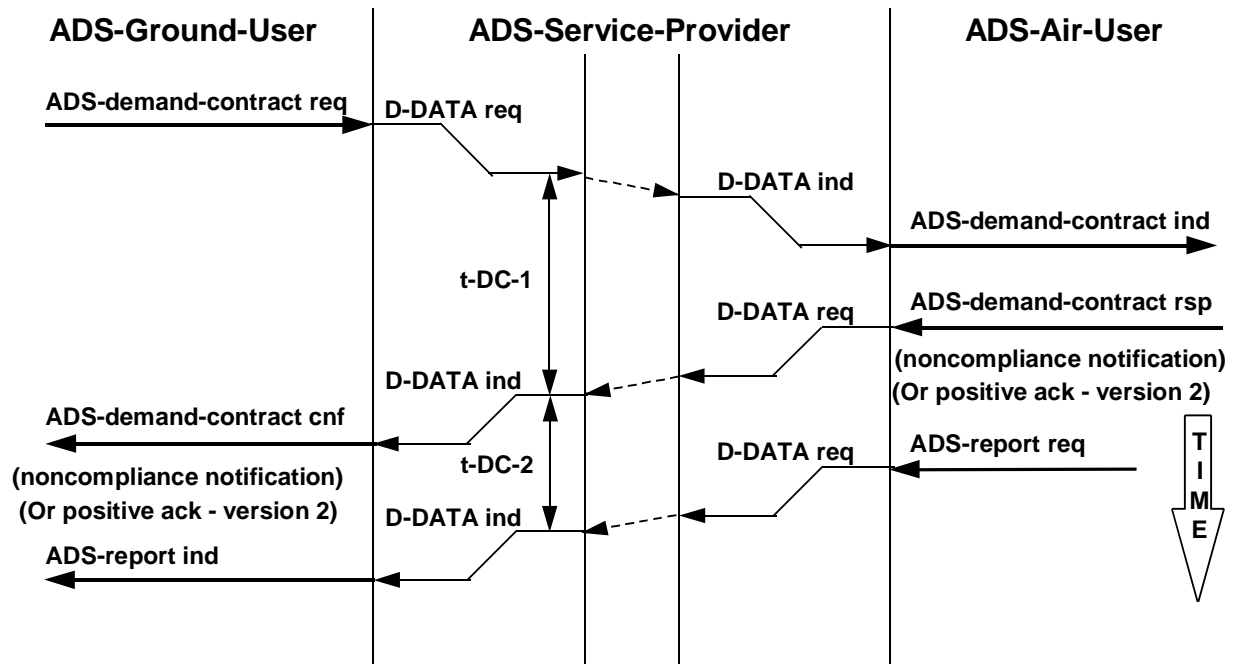 ADS-Ground-User
ADS-Service-Provider
ADS-Air-User
ADS-demand-contract req
D-DATA req
D-DATA ind
ADS-demand-contract ind
t-DC-1
D-DATA req
ADS-demand-contract rsp
(noncompliance notification)
(Or positive ack - version 2)
D-DATA ind
ADS-demand-contract cnf
(noncompliance notification)
(Or positive ack - version 2)
t-DC-2
D-DATA req
ADS-report req
D-DATA ind
ADS-report ind
TIME